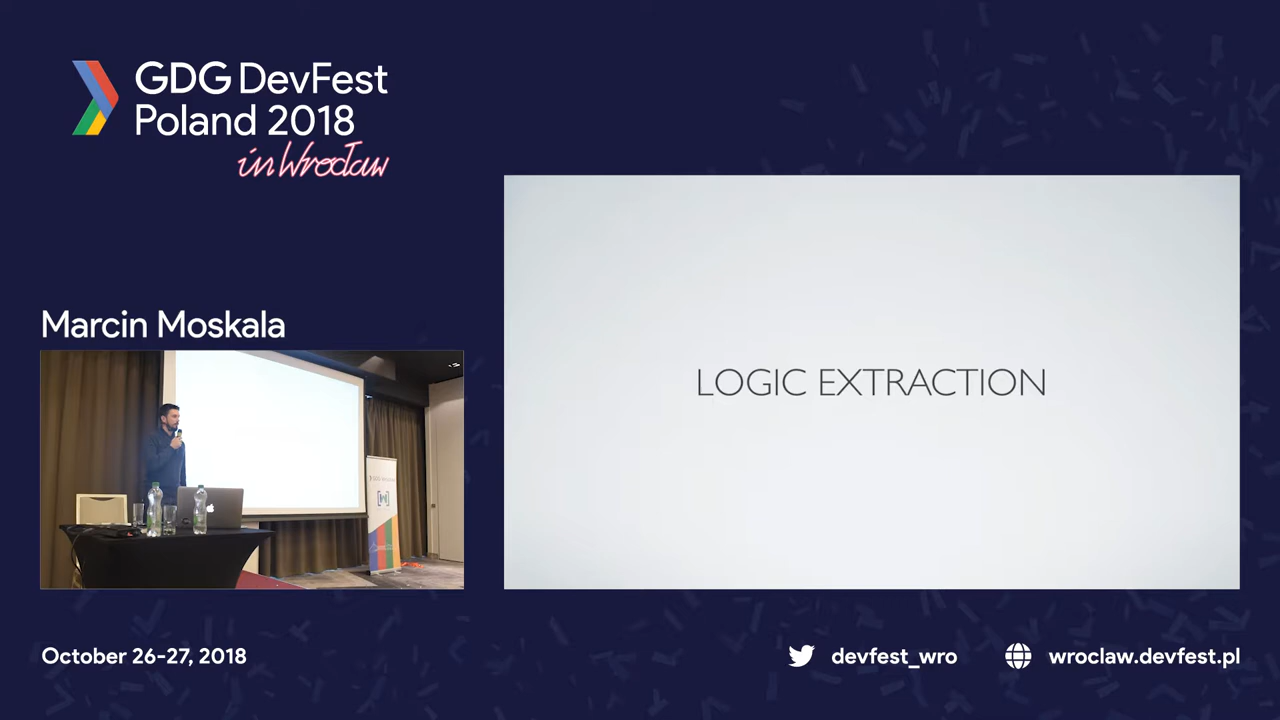 GDG DevFest
Poland 2018
in Wrocław
Marcin Moskala
LOGIC EXTRACTION
October 26-27, 2018
devfest_wro
wroclaw.devfest.pl